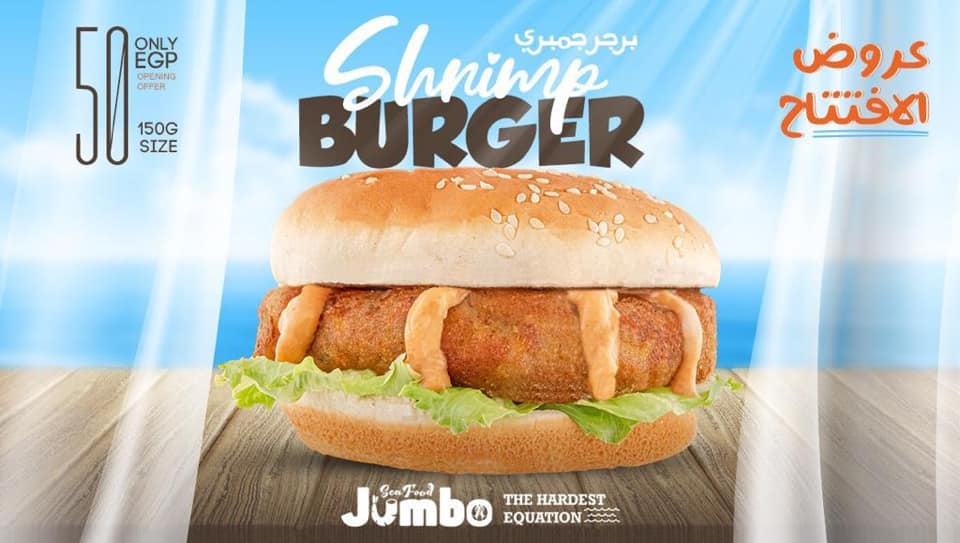 50
ONLY
EGP
OPENING
OFFER
150G
SIZE
برجر جمبري
Shrimp
BURGER
عروض
الافتتاح
Sea Food
Jumbo
THE HARDEST
EQUATION